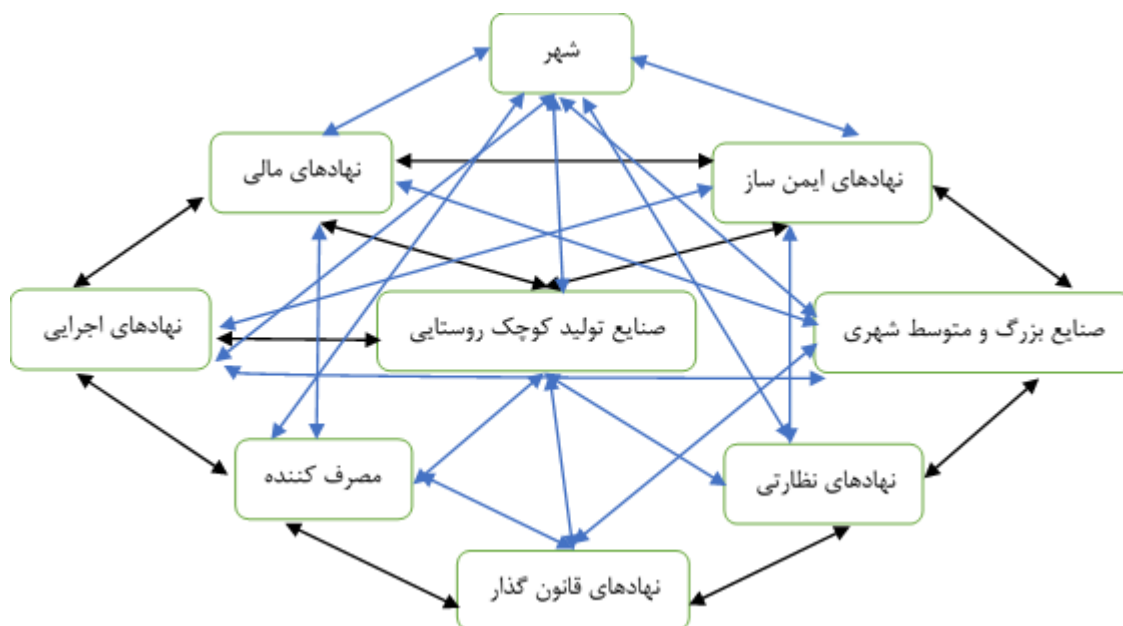 شهر
نهادهای ایمن ساز
نهادهای مالی
صنایع بزرگ و متوسط شهری
صنایع تولید کوچک روستایی
نهادهای اجرایی
نهادهای نظارتی
مصرف کننده
نهادهای قانون گذار